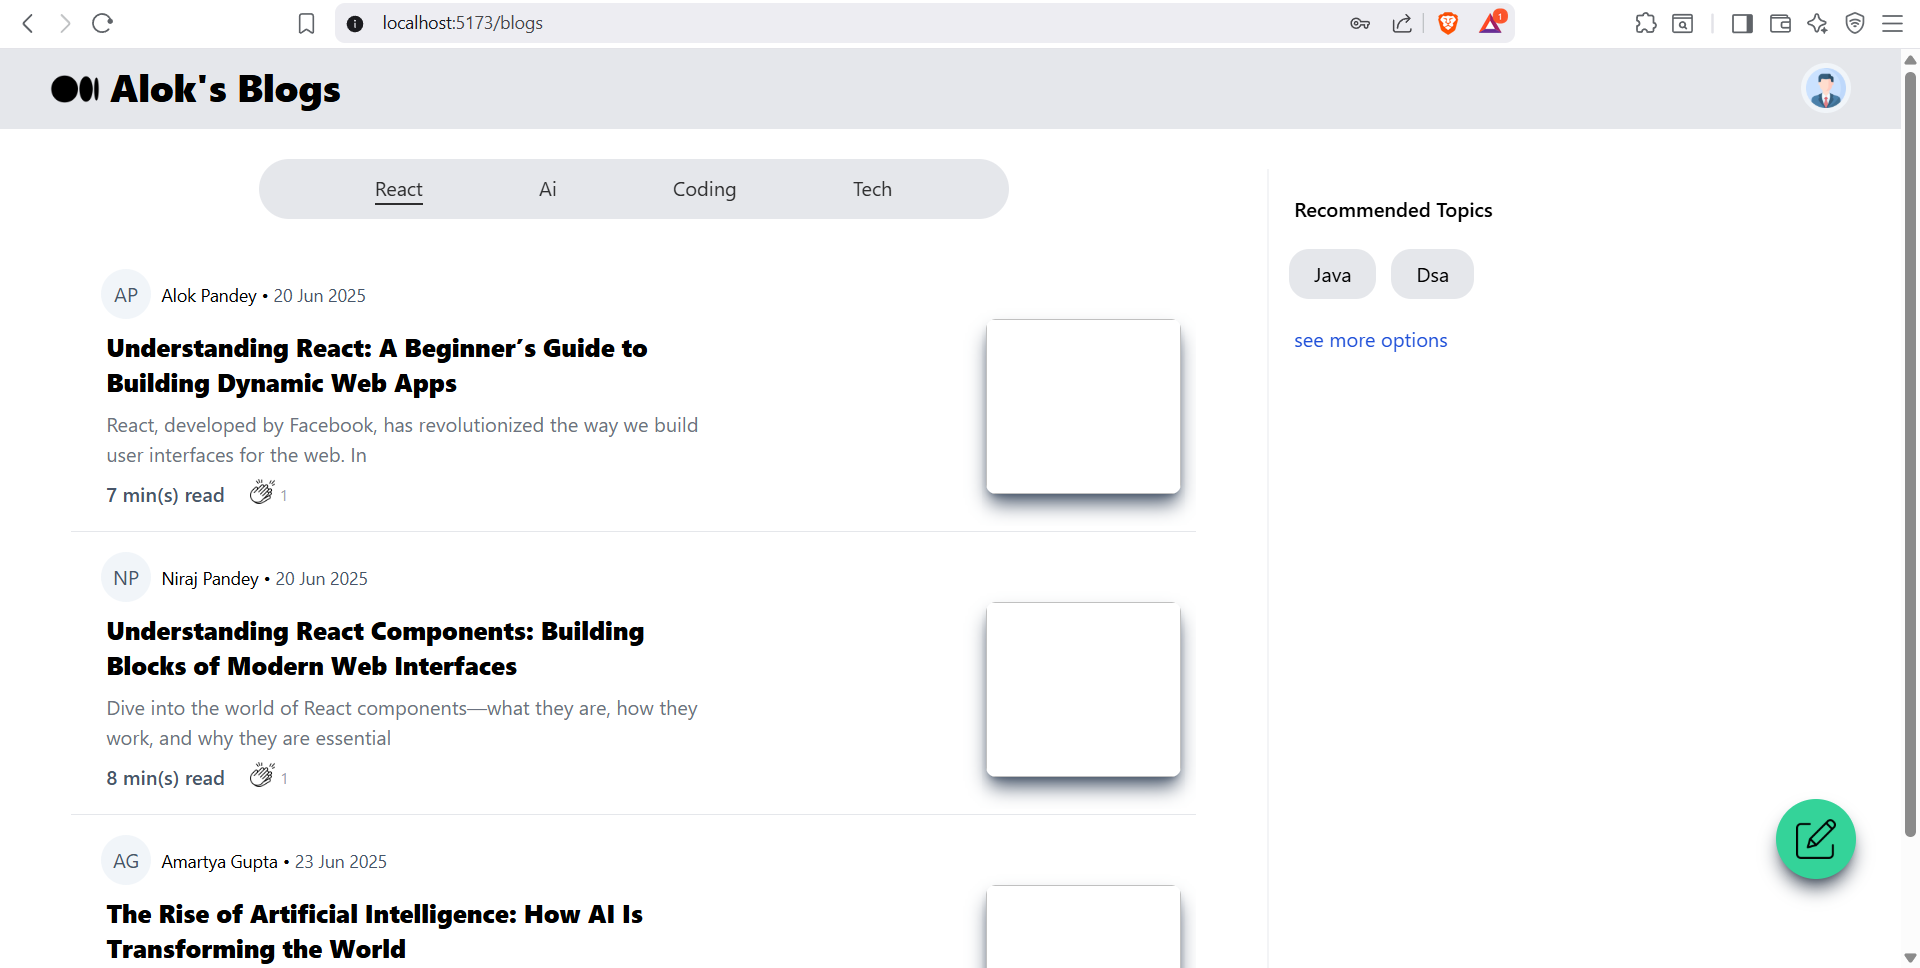 localhost:5173/blogs
1
Alok's Blogs
React Ai Coding Tech
Recommended Topics
Java Dsa
see more options
AP Alok Pandey • 20 Jun 2025
Understanding React: A Beginner’s Guide to
Building Dynamic Web Apps
React, developed by Facebook, has revolutionized the way we build
user interfaces for the web. In
7 min(s) read 1
NP Niraj Pandey • 20 Jun 2025
Understanding React Components: Building
Blocks of Modern Web Interfaces
Dive into the world of React components—what they are, how they
work, and why they are essential
8 min(s) read 1
AG Amartya Gupta • 23 Jun 2025
The Rise of Artificial Intelligence: How AI Is
Transforming the World